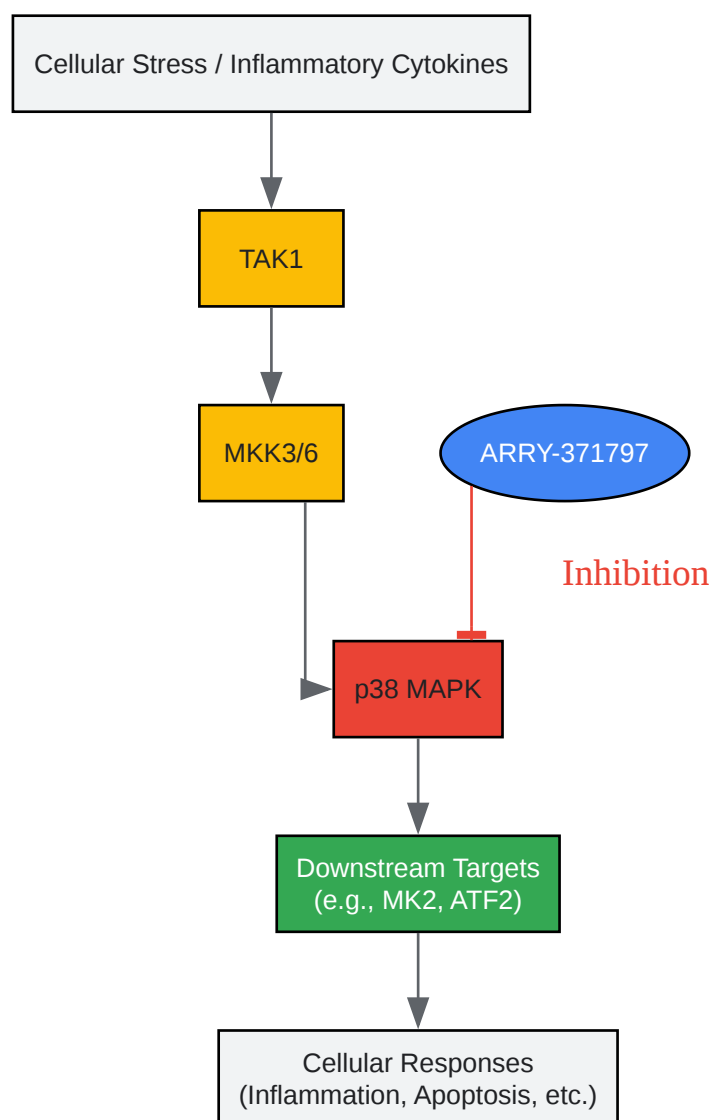 Cellular Stress / Inflammatory Cytokines
TAK1
MKK3/6
ARRY-371797
Inhibition
p38 MAPK
Downstream Targets
(e.g., MK2, ATF2)
Cellular Responses
(Inflammation, Apoptosis, etc.)